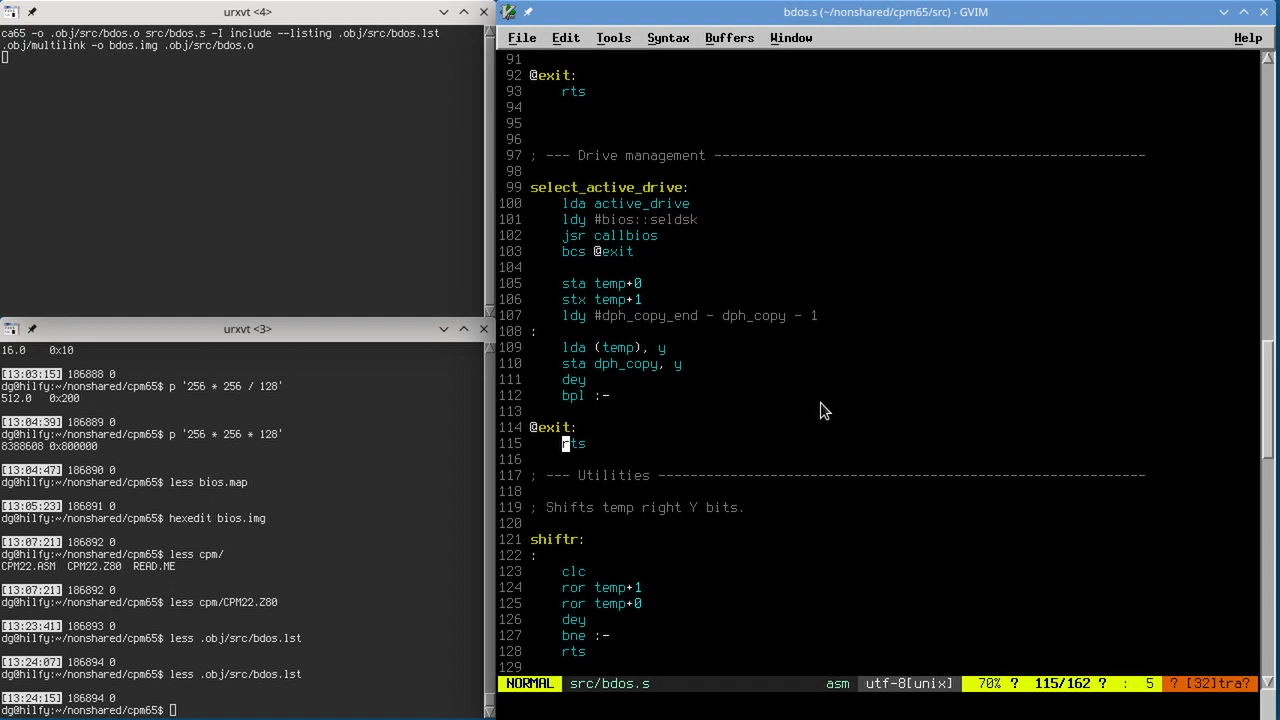 urxvt <4>
ca65 -o .obj/src/bdos.o src/bdos.s -I include --listing .obj/src/bdos.lst
.obj/multilink -o bdos.img .obj/src/bdos.o
urxvt <3>
16.0   0x10
[13:03:15] 186888 0
dg@hilfy:~/nonshared/cpm65$ p '256 * 256 / 128'
512.0   0x200
[13:04:39] 186889 0
dg@hilfy:~/nonshared/cpm65$ p '256 * 256 * 128'
8388608 0x800000
[13:04:47] 186890 0
dg@hilfy:~/nonshared/cpm65$ less bios.map
[13:05:23] 186891 0
dg@hilfy:~/nonshared/cpm65$ hexedit bios.img
[13:07:21] 186892 0
dg@hilfy:~/nonshared/cpm65$ less cpm/
CPM22.ASM  CPM22.Z80  READ.ME
[13:07:21] 186892 0
dg@hilfy:~/nonshared/cpm65$ less cpm/CPM22.Z80
[13:23:41] 186893 0
dg@hilfy:~/nonshared/cpm65$ less .obj/src/bdos.lst
[13:24:07] 186894 0
dg@hilfy:~/nonshared/cpm65$ less .obj/src/bdos.lst
[13:24:15] 186894 0
dg@hilfy:~/nonshared/cpm65$
bdos.s (~/nonshared/cpm65/src) - GVIM
File Edit Tools Syntax Buffers Window Help
91
92 @exit:
93     rts
94
95
96
97 ; --- Drive management ------------------------------------------------------
98
99 select_active_drive:
100     lda active_drive
101     ldy #bios::seldsk
102     jsr callbios
103     bcs @exit
104
105     sta temp+0
106     stx temp+1
107     ldy #dph_copy_end - dph_copy - 1
108 :
109     lda (temp), y
110     sta dph_copy, y
111     dey
112     bpl :-
113
114 @exit:
115     rts
116
117 ; --- Utilities -------------------------------------------------------------
118
119 ; Shifts temp right Y bits.
120
121 shiftr:
122 :
123     clc
124     ror temp+1
125     ror temp+0
126     dey
127     bne :-
128     rts
129
NORMAL src/bdos.s asm utf-8[unix] 70% ? 115/162 ? : 5 ? [32]tra?